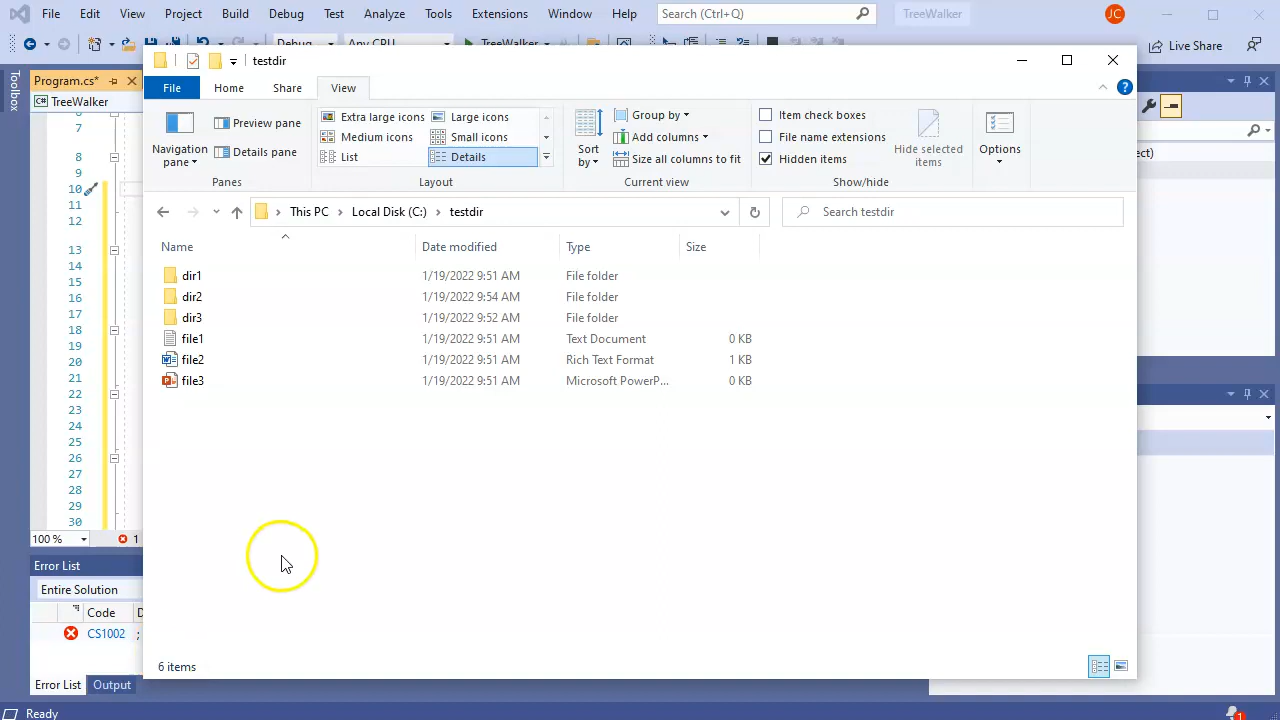 File Edit View Project Build Debug Test Analyze Tools Extensions Window Help Search (Ctrl+Q) TreeWalker JC
Debug Any CPU TreeWalker Live Share
testdir
File Home Share View
Navigation pane
Preview pane
Details pane
Panes
Extra large icons Large icons
Medium icons Small icons
List Details
Layout
Sort by
Group by
Add columns
Size all columns to fit
Current view
Item check boxes
File name extensions
Hidden items
Hide selected items
Show/hide
Options
This PC Local Disk (C:) testdir
Search testdir
Name Date modified Type Size
dir1 1/19/2022 9:51 AM File folder
dir2 1/19/2022 9:54 AM File folder
dir3 1/19/2022 9:52 AM File folder
file1 1/19/2022 9:51 AM Text Document 0 KB
file2 1/19/2022 9:51 AM Rich Text Format 1 KB
file3 1/19/2022 9:51 AM Microsoft PowerP... 0 KB
6 items
Toolbox
Program.cs*
C# TreeWalker
7
8
9
10
11
12
13
14
15
16
17
18
19
20
21
22
23
24
25
26
27
28
29
30
100 % 1
Error List
Entire Solution
Code
CS1002 ;
Error List Output
Ready 1